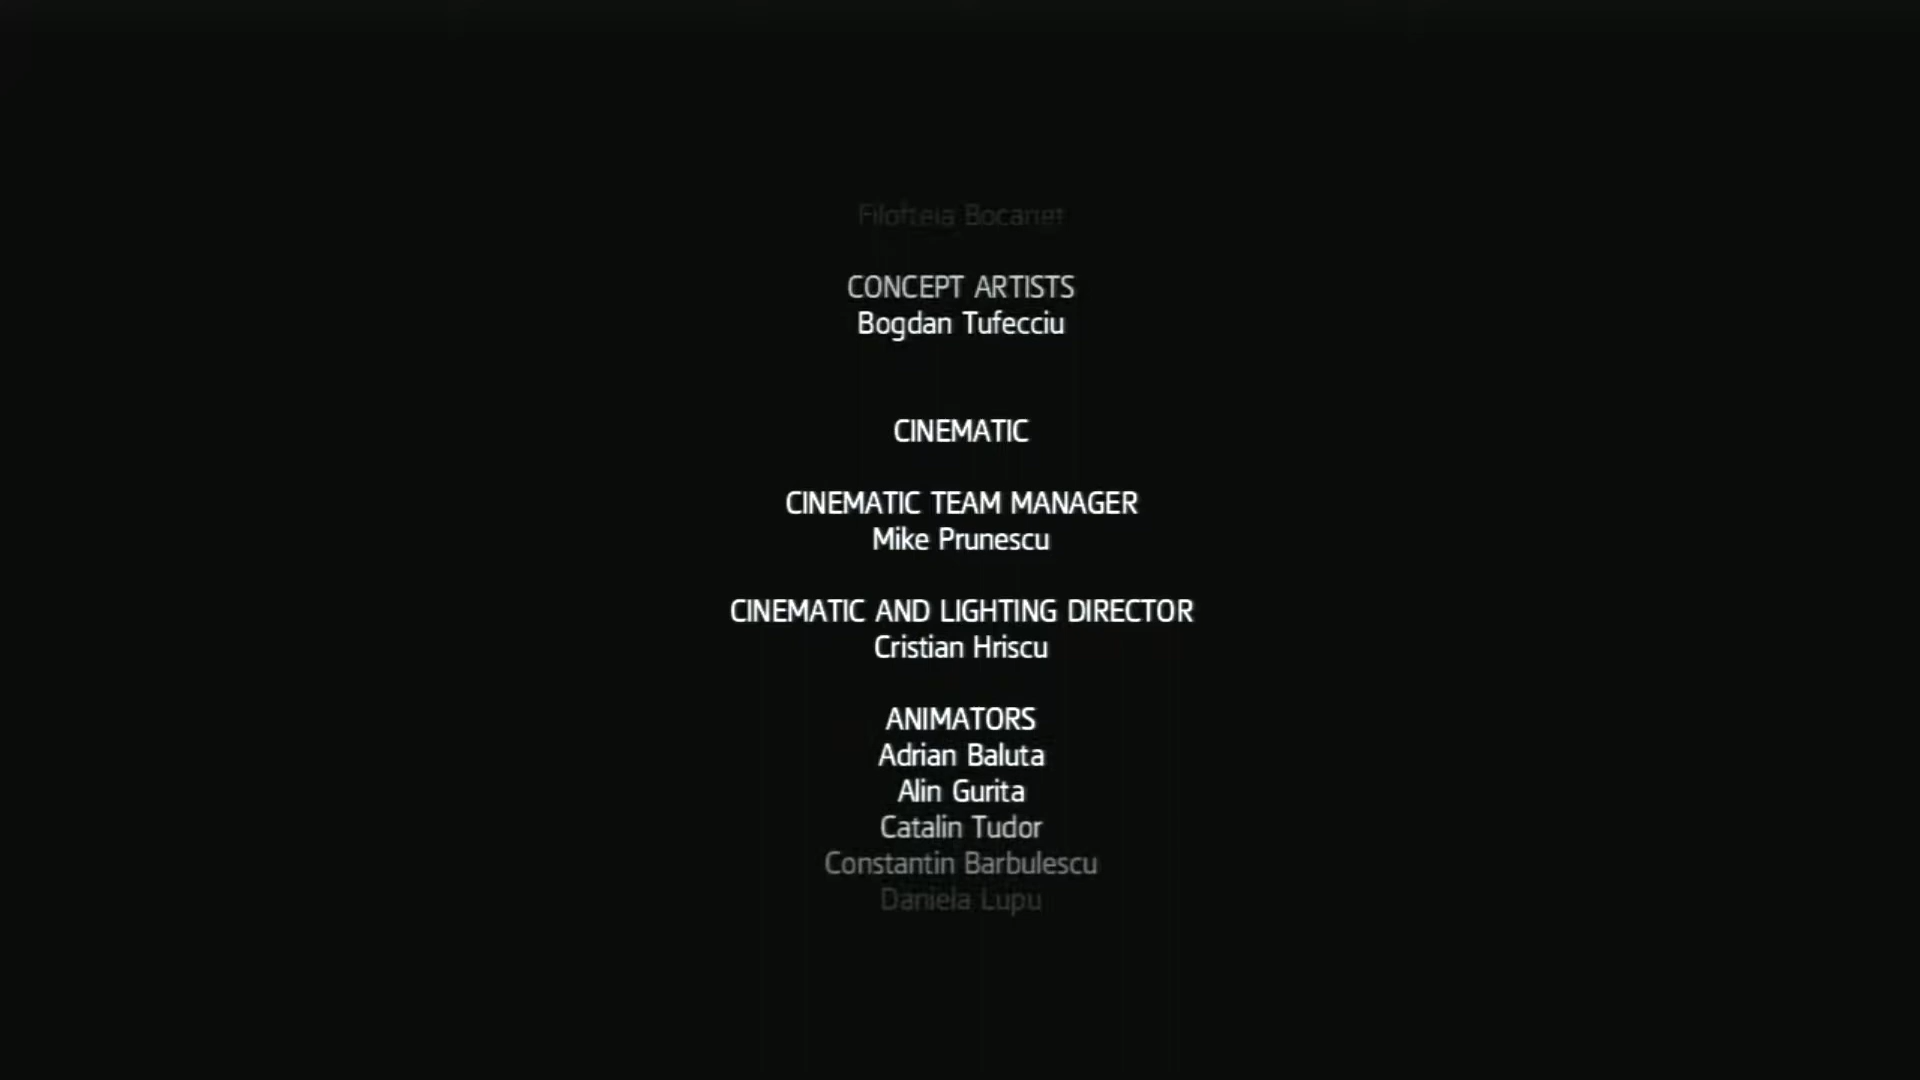 Filofteia Bocanet
CONCEPT ARTISTS
Bogdan Tufecciu
CINEMATIC
CINEMATIC TEAM MANAGER
Mike Prunescu
CINEMATIC AND LIGHTING DIRECTOR
Cristian Hriscu
ANIMATORS
Adrian Baluta
Alin Gurita
Catalin Tudor
Constantin Barbulescu
Daniela Lupu